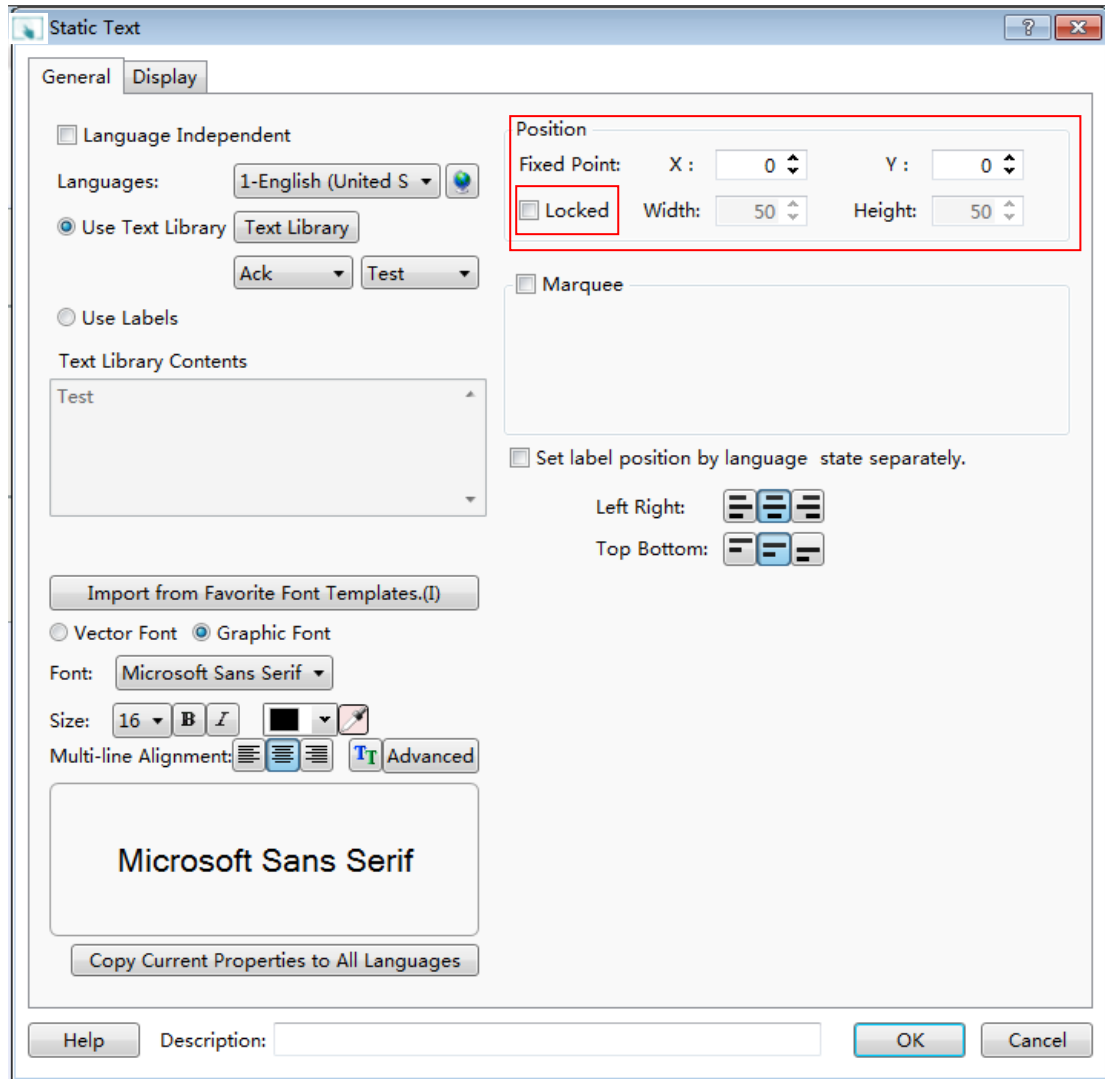 Static Text
General Display
Language Independent
Languages: 1-English (United S
Use Text Library Text Library
Ack Test
Use Labels
Text Library Contents
Test
Import from Favorite Font Templates.(I)
Vector Font Graphic Font
Font: Microsoft Sans Serif
Size: 16 B I
Multi-line Alignment: TT Advanced
Microsoft Sans Serif
Copy Current Properties to All Languages
Position
Fixed Point: X : 0 Y : 0
Locked Width: 50 Height: 50
Marquee
Set label position by language state separately.
Left Right:
Top Bottom:
Help Description: OK Cancel